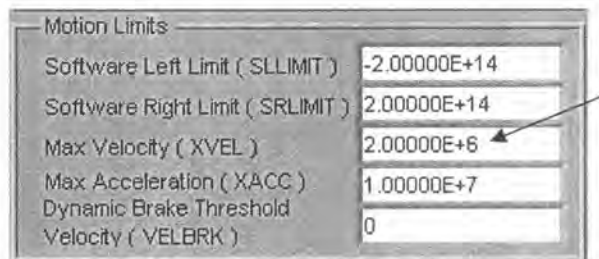 Motion Limits
Software Left Limit ( SLLIMIT ) -2.00000E+14
Software Right Limit ( SRLIMIT ) 2.00000E+14
Max Velocity ( XVEL ) 2.00000E+6
Max Acceleration ( XACC ) 1.00000E+7
Dynamic Brake Threshold
Velocity ( VELBRK ) 0